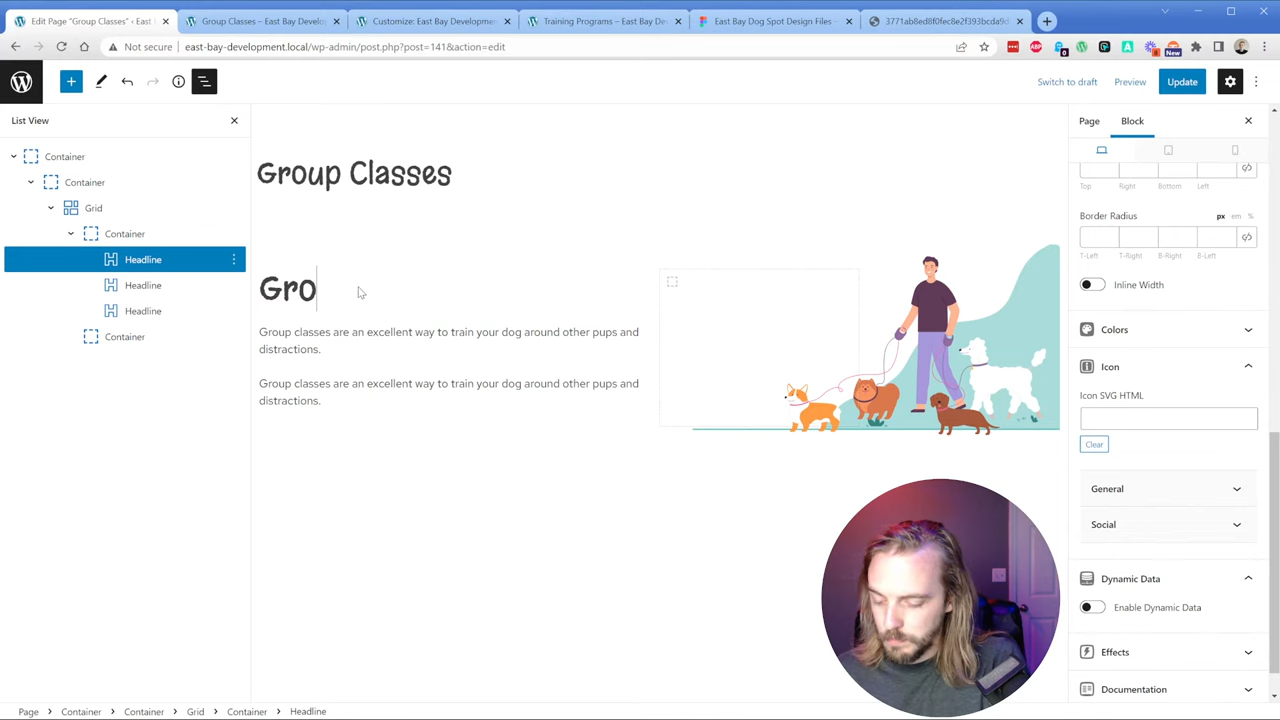 Edit Page "Group Classes" ‹ East B
Group Classes – East Bay Develo
Customize: East Bay Development
Training Programs – East Bay De
East Bay Dog Spot Design Files –
3771ab8ed8f0fec8e2f393bcda9d
Not secure
east-bay-development.local/wp-admin/post.php?post=141&action=edit
New
Switch to draft
Preview
Update
List View
Container
Container
Grid
Container
Headline
Headline
Headline
Container
Group Classes
Gro
Group classes are an excellent way to train your dog around other pups and
distractions.
Group classes are an excellent way to train your dog around other pups and
distractions.
Page
Block
Top
Right
Bottom
Left
Border Radius
px
em
%
T-Left
T-Right
B-Right
B-Left
Inline Width
Colors
Icon
Icon SVG HTML
Clear
General
Social
Dynamic Data
Enable Dynamic Data
Effects
Documentation
Page
Container
Container
Grid
Container
Headline